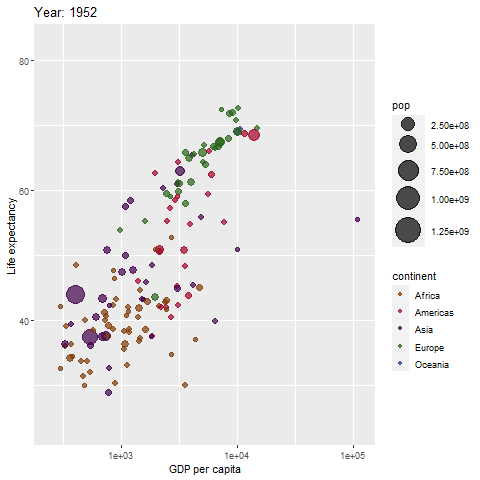 Year: 1952
Life expectancy
80
60
40
1e+03
1e+04
1e+05
GDP per capita
pop
2.50e+08
5.00e+08
7.50e+08
1.00e+09
1.25e+09
continent
Africa
Americas
Asia
Europe
Oceania